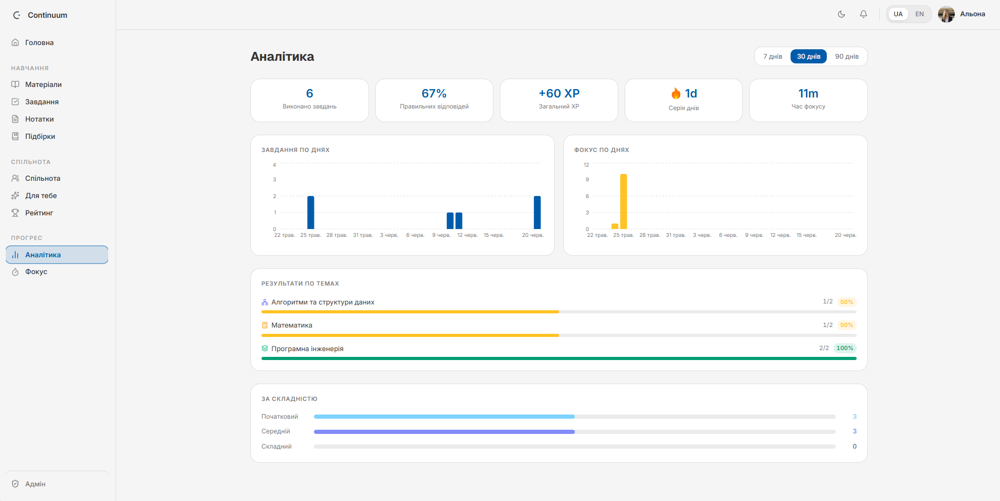 Continuum
UA EN
Альона
Головна
НАВЧАННЯ
Матеріали
Завдання
Нотатки
Підбірки
СПІЛЬНОТА
Спільнота
Для тебе
Рейтинг
ПРОГРЕС
Аналітика
Фокус
Адмін
Аналітика
7 днів 30 днів 90 днів
6
Виконано завдань
67%
Правильних відповідей
+60 XP
Загальний XP
🔥 1d
Серія днів
11m
Час фокусу
ЗАВДАННЯ ПО ДНЯХ
4
3
2
1
0
22 трав. 25 трав. 28 трав. 31 трав. 3 черв. 6 черв. 9 черв. 12 черв. 15 черв. 20 черв.
ФОКУС ПО ДНЯХ
12
9
6
3
0
22 трав. 25 трав. 28 трав. 31 трав. 3 черв. 6 черв. 9 черв. 12 черв. 15 черв. 20 черв.
РЕЗУЛЬТАТИ ПО ТЕМАХ
Алгоритми та структури даних 1/2 50%
Математика 1/2 50%
Програмна інженерія 2/2 100%
ЗА СКЛАДНІСТЮ
Початковий 3
Середній 3
Складний 0